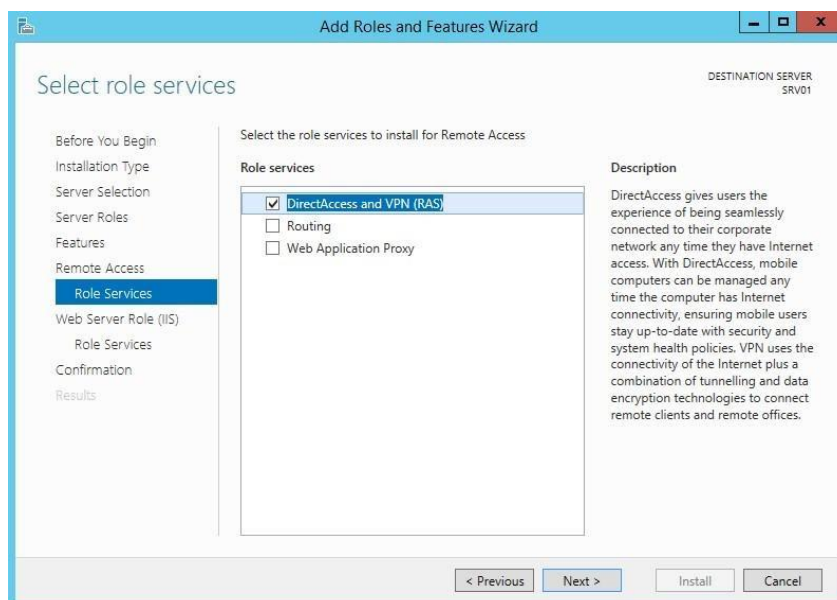 Add Roles and Features Wizard
Select role services
DESTINATION SERVER
SRV01
Before You Begin
Installation Type
Server Selection
Server Roles
Features
Remote Access
Role Services
Web Server Role (IIS)
Role Services
Confirmation
Results
Select the role services to install for Remote Access
Role services
DirectAccess and VPN (RAS)
Routing
Web Application Proxy
Description
DirectAccess gives users the
experience of being seamlessly
connected to their corporate
network any time they have Internet
access. With DirectAccess, mobile
computers can be managed any
time the computer has Internet
connectivity, ensuring mobile users
stay up-to-date with security and
system health policies. VPN uses the
connectivity of the Internet plus a
combination of tunnelling and data
encryption technologies to connect
remote clients and remote offices.
< Previous
Next >
Install
Cancel